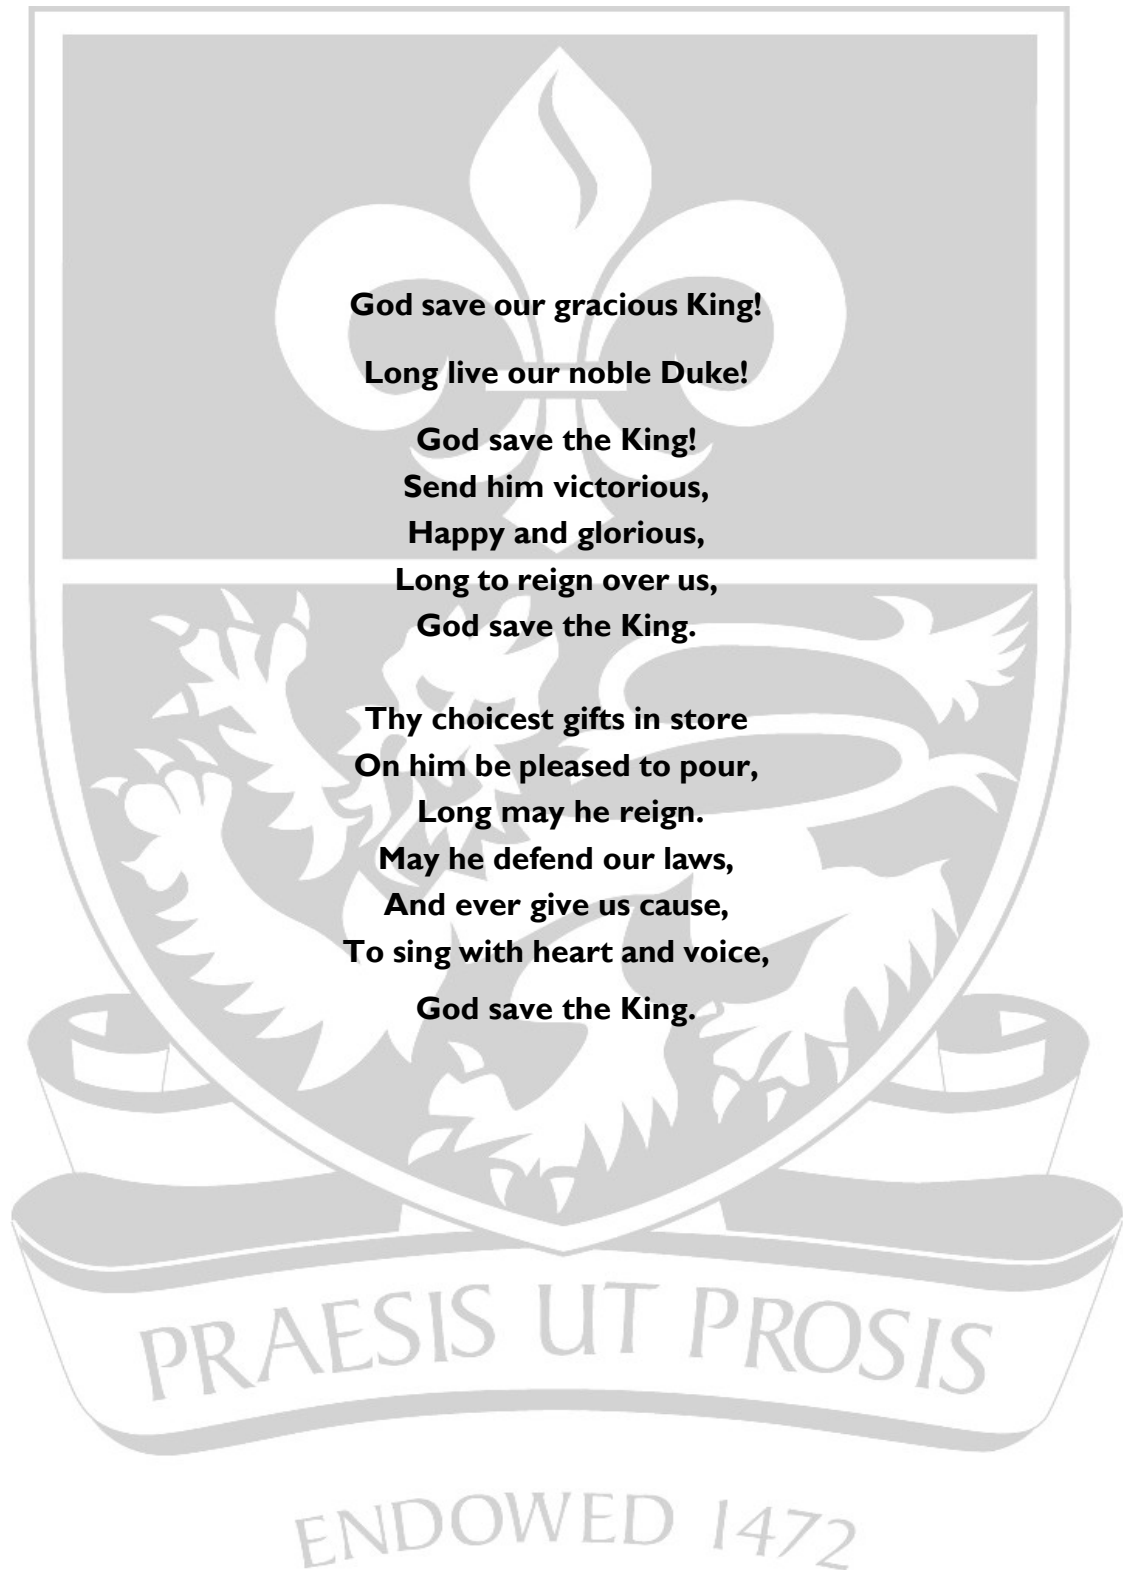 God save our gracious King!
Long live our noble Duke!
God save the King!
Send him victorious,
Happy and glorious,
Long to reign over us,
God save the King.
Thy choicest gifts in store
On him be pleased to pour,
Long may he reign.
May he defend our laws,
And ever give us cause,
To sing with heart and voice,
God save the King.
PRAESIS UT PROSIS
ENDOWED 1472